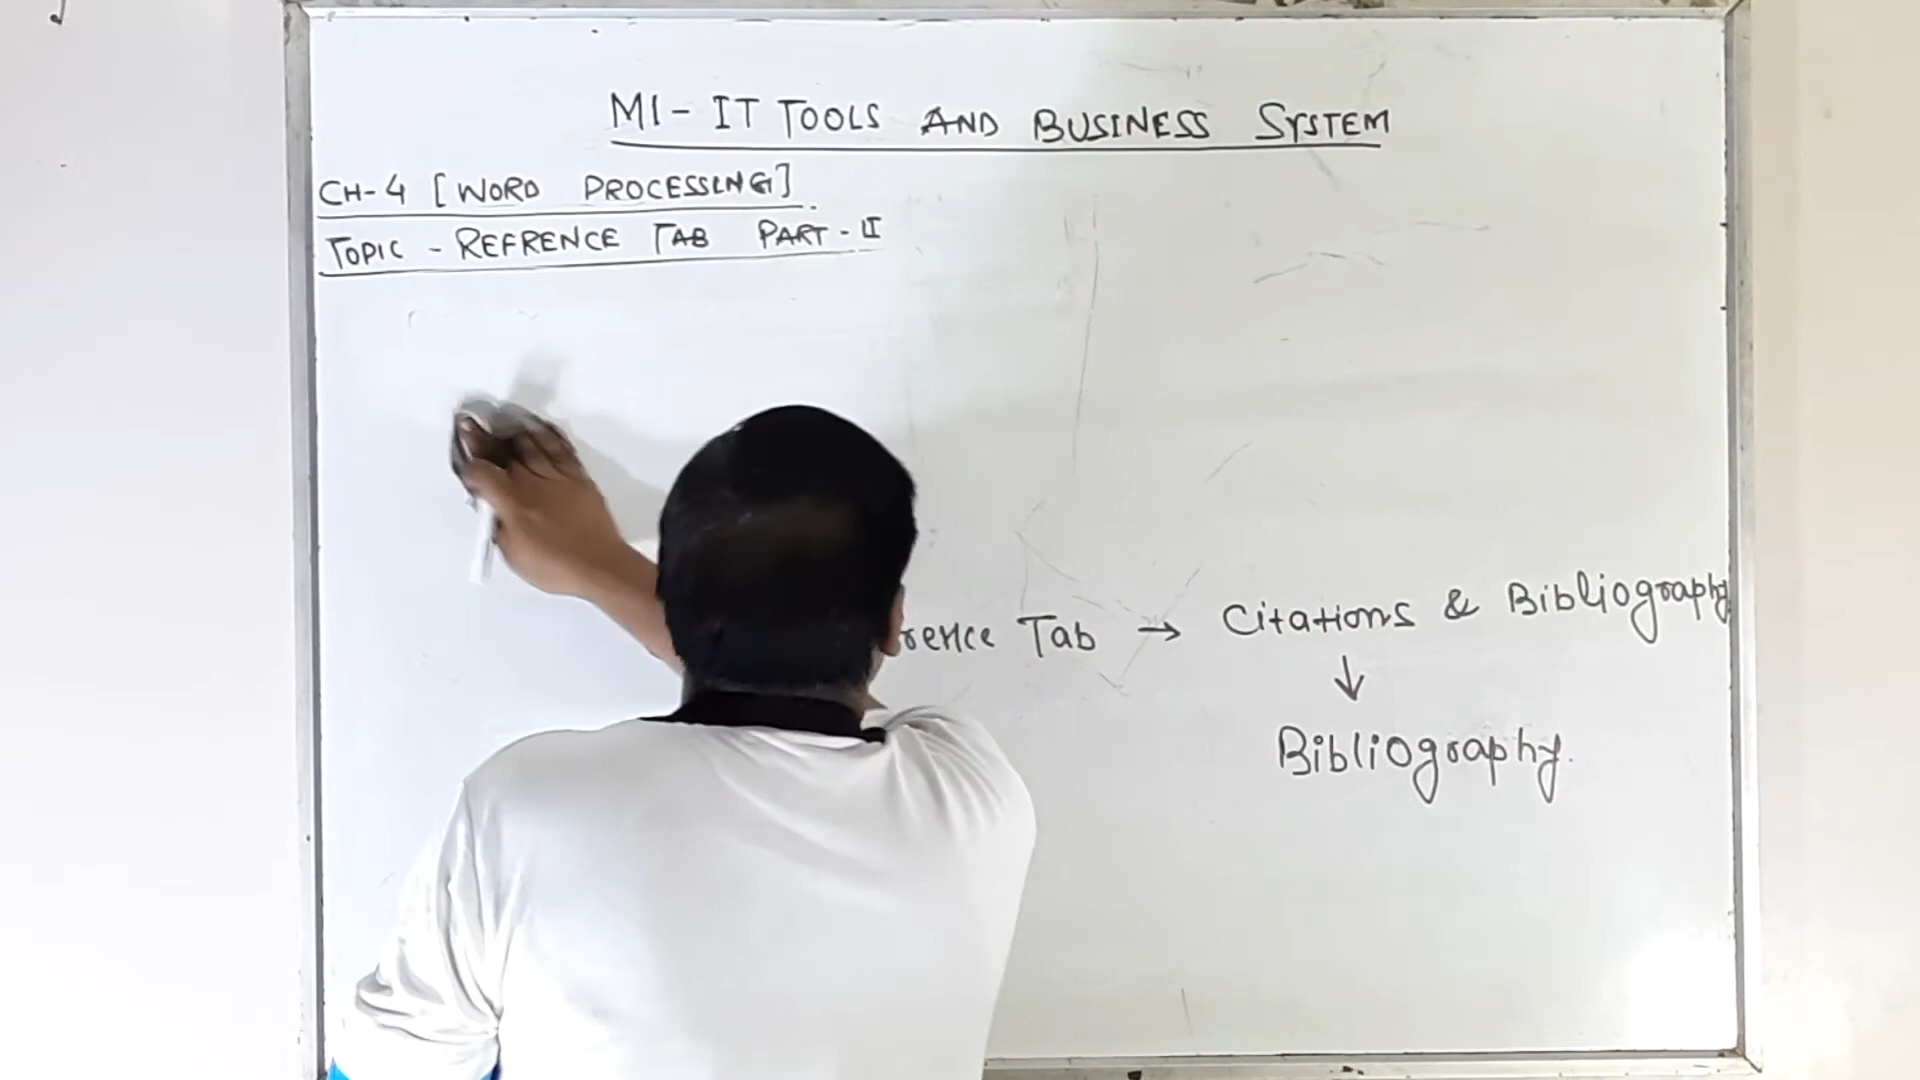 M1 - IT TOOLS AND BUSINESS SYSTEM
CH-4 [WORD PROCESSING]
TOPIC - REFRENCE TAB PART - II
Tab → Citations & Bibliography
↓
Bibliography.